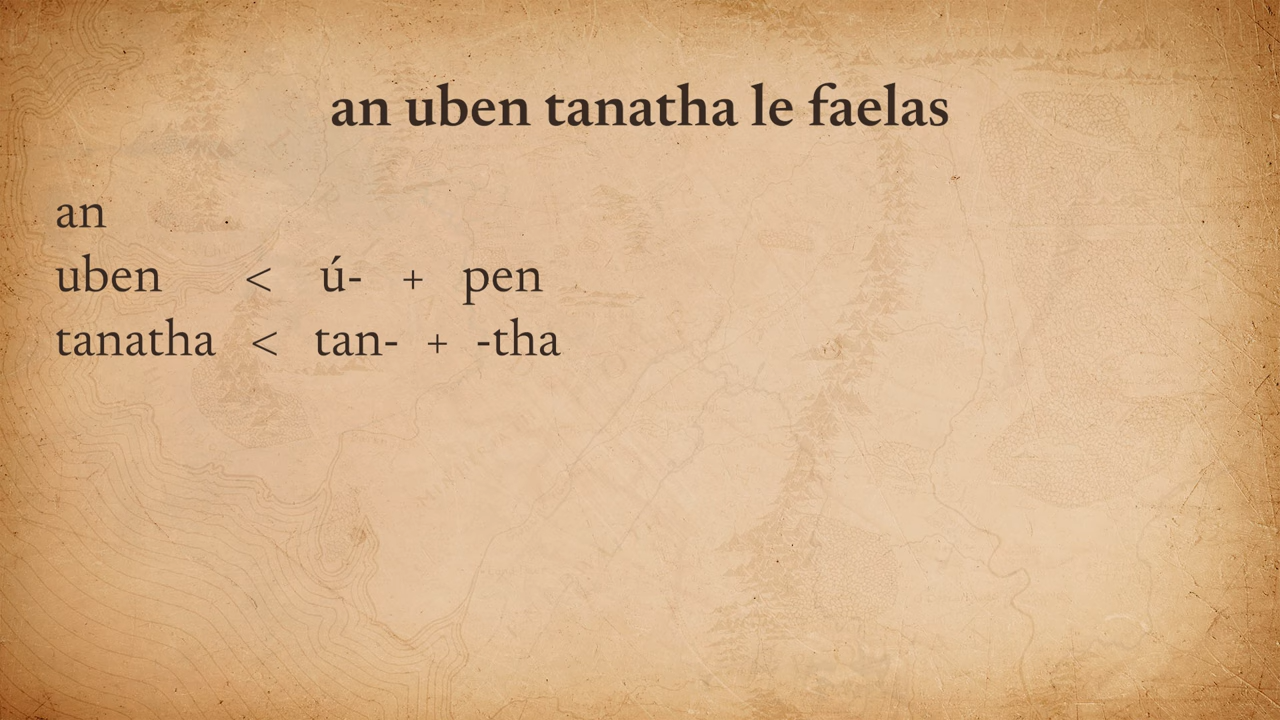 an uben tanatha le faelas
an
uben < ú- + pen
tanatha < tan- + -tha